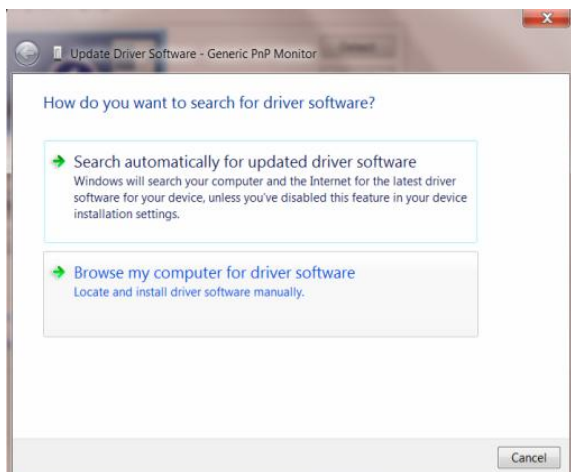 Update Driver Software - Generic PnP Monitor
How do you want to search for driver software?
Search automatically for updated driver software
Windows will search your computer and the Internet for the latest driver
software for your device, unless you've disabled this feature in your device
installation settings.
Browse my computer for driver software
Locate and install driver software manually.
Cancel